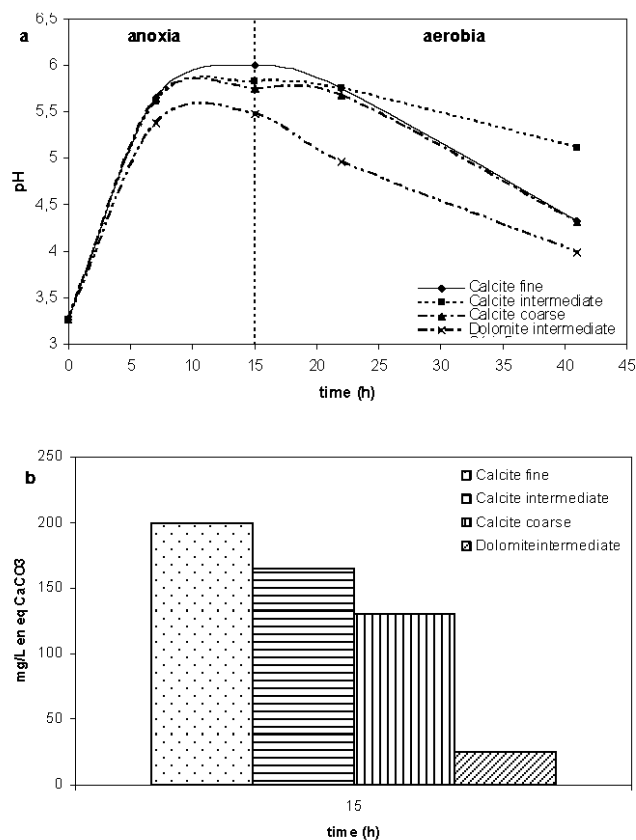 6,5
a
anoxia
aerobia
6
5,5
5
pH
4,5
4
3,5
3
Calcite fine
Calcite intermediate
Calcite coarse
Dolomite intermediate
0 5 10 15 20 25 30 35 40 45
time (h)
250
b
200
150
100
50
0
mg/L en eq CaCO3
Calcite fine
Calcite intermediate
Calcite coarse
Dolomiteintermediate
15
time (h)